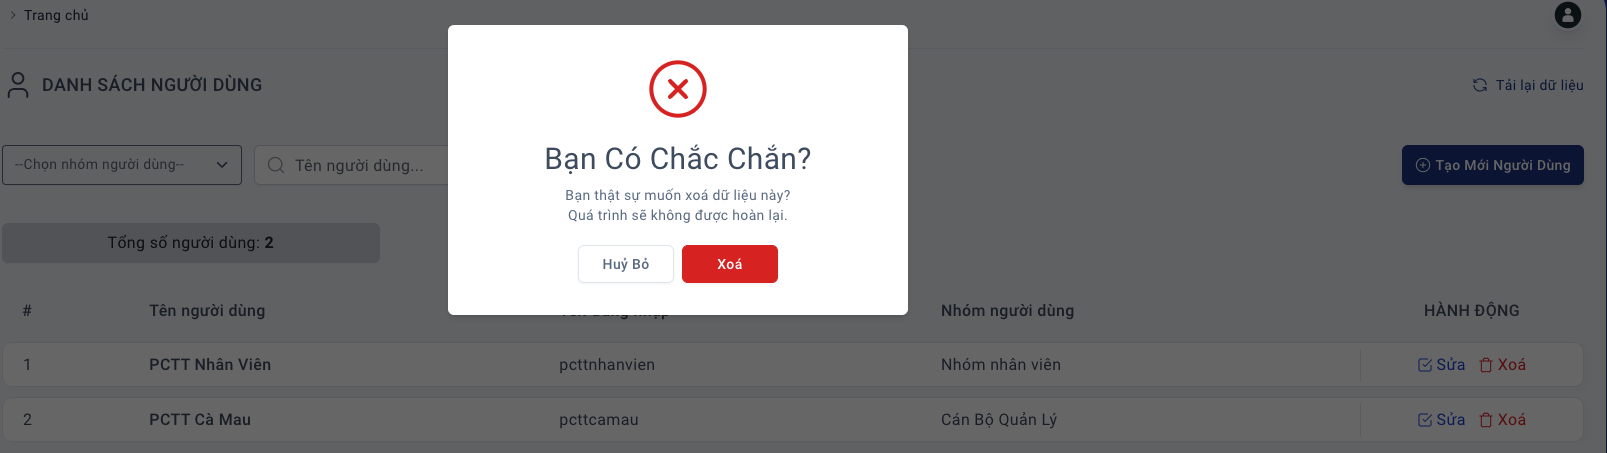 Trang chủ
DANH SÁCH NGƯỜI DÙNG
Tải lại dữ liệu
--Chọn nhóm người dùng--
Tên người dùng...
Tạo Mới Người Dùng
Bạn Có Chắc Chắn?
Bạn thật sự muốn xoá dữ liệu này?
Quá trình sẽ không được hoàn lại.
Huỷ Bỏ Xoá
Tổng số người dùng: 2
# Tên người dùng Nhóm người dùng HÀNH ĐỘNG
1 PCTT Nhân Viên pcttnhanvien Nhóm nhân viên Sửa Xoá
2 PCTT Cà Mau pcttcamau Cán Bộ Quản Lý Sửa Xoá